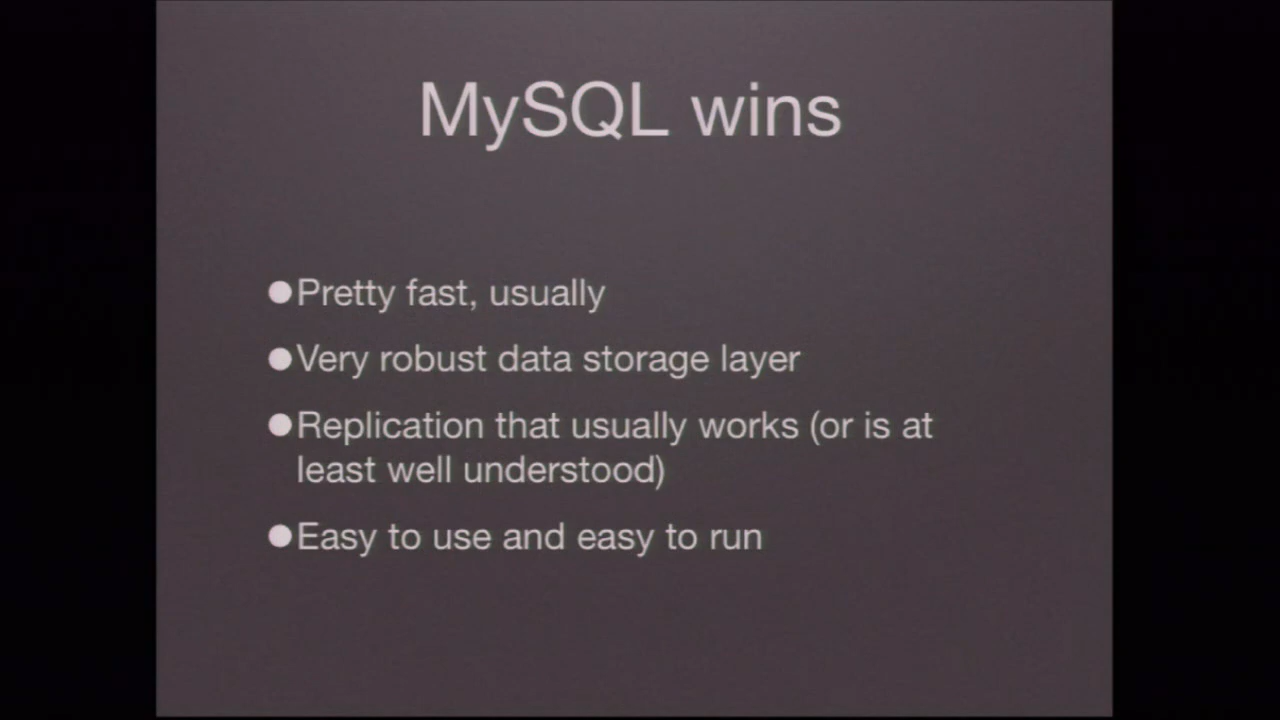 MySQL wins
●Pretty fast, usually
●Very robust data storage layer
●Replication that usually works (or is at
least well understood)
●Easy to use and easy to run